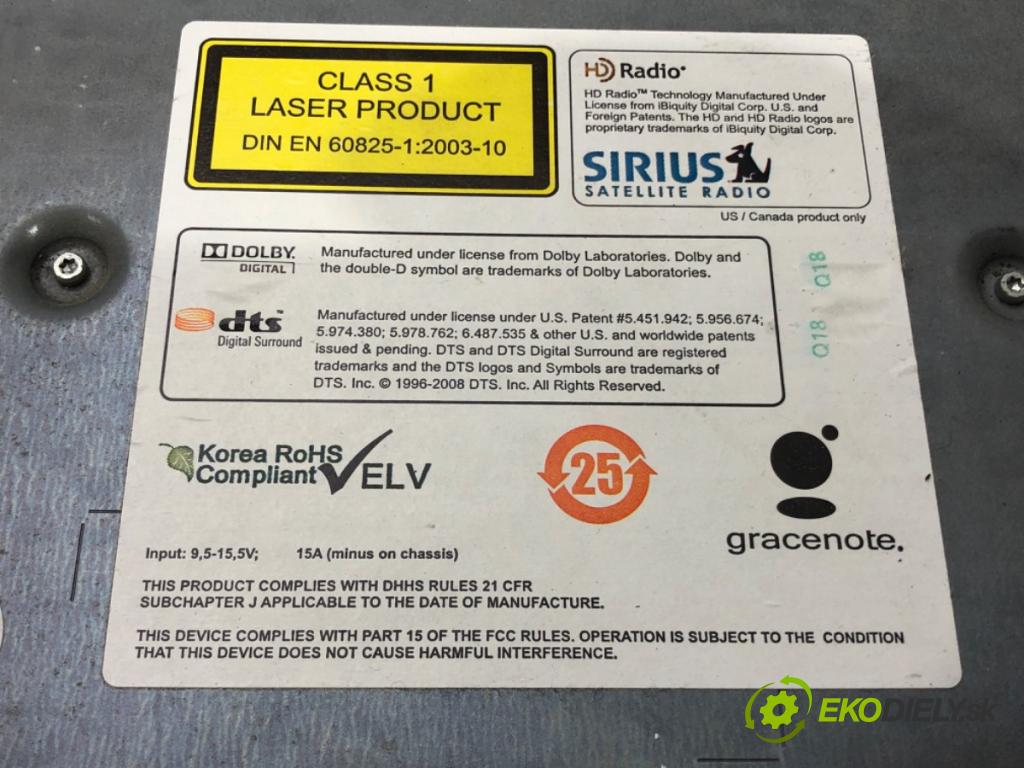 CLASS 1
LASER PRODUCT
DIN EN 60825-1:2003-10
HD Radio
HD Radio™ Technology Manufactured Under
License from iBiquity Digital Corp. U.S. and
Foreign Patents. The HD and HD Radio logos are
proprietary trademarks of iBiquity Digital Corp.
SIRIUS
SATELLITE RADIO
US / Canada product only
DOLBY
DIGITAL
Manufactured under license from Dolby Laboratories. Dolby and
the double-D symbol are trademarks of Dolby Laboratories.
dts
Digital Surround
Manufactured under license under U.S. Patent #5.451.942; 5.956.674;
5.974.380; 5.978.762; 6.487.535 & other U.S. and worldwide patents
issued & pending. DTS and DTS Digital Surround are registered
trademarks and the DTS logos and Symbols are trademarks of
DTS. Inc. © 1996-2008 DTS. Inc. All Rights Reserved.
Q18 Q18
Korea RoHS
Compliant
ELV
25
gracenote.
Input: 9,5-15,5V; 15A (minus on chassis)
THIS PRODUCT COMPLIES WITH DHHS RULES 21 CFR
SUBCHAPTER J APPLICABLE TO THE DATE OF MANUFACTURE.
THIS DEVICE COMPLIES WITH PART 15 OF THE FCC RULES. OPERATION IS SUBJECT TO THE CONDITION
THAT THIS DEVICE DOES NOT CAUSE HARMFUL INTERFERENCE.
EKODIELY.sk